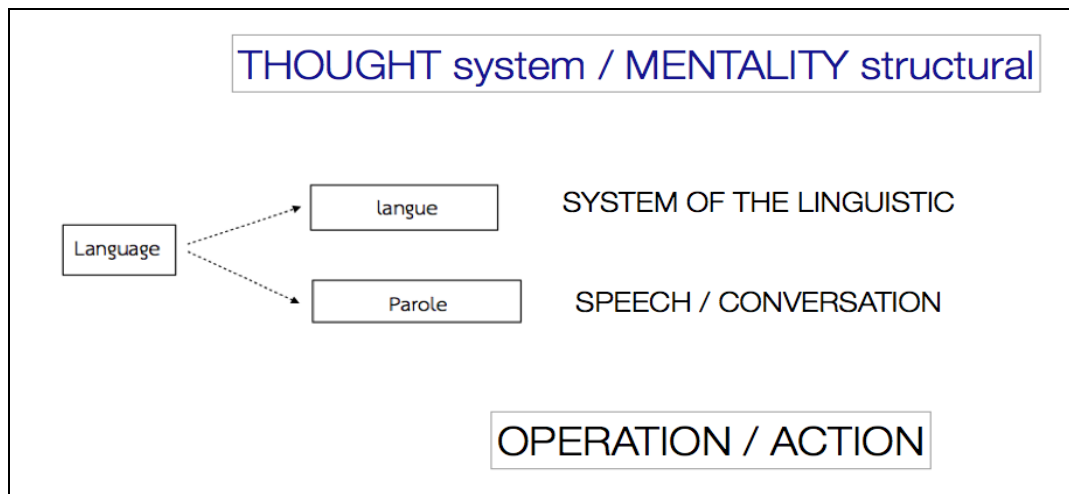 THOUGHT system / MENTALITY structural
langue
SYSTEM OF THE LINGUISTIC
Language
Parole
SPEECH / CONVERSATION
OPERATION / ACTION